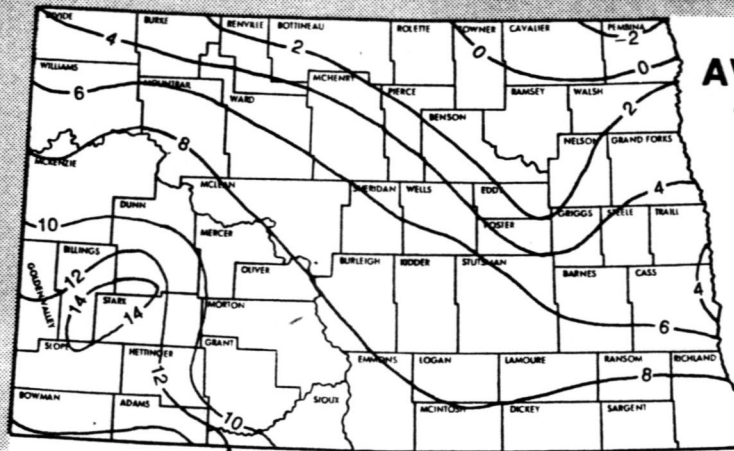 DIVIDE BURKE RENVILLE BOTTINEAU ROLETTE TOWNER CAVALIER PEMBINA
-2
4 2 0 0
WILLIAMS MCHENRY AV
6 MOUNTRAIL WARD PIERCE RAMSEY WALSH
2
BENSON
8 NELSON GRAND FORKS
MCKENZIE
MCLEAN SHERIDAN WELLS EDDY 4
DUNN
10 FOSTER GRIGGS STEELE TRAILL
MERCER
BILLINGS OLIVER BURLEIGH KIDDER STUTSMAN
12 BARNES CASS
GOLDEN VALLEY 4
14 STARK MORTON
14 6
SLOPE HETTINGER GRANT
EMMONS LOGAN LAMOURE RANSOM RICHLAND
12 8
BOWMAN ADAMS SIOUX
10 MCINTOSH DICKEY SARGENT